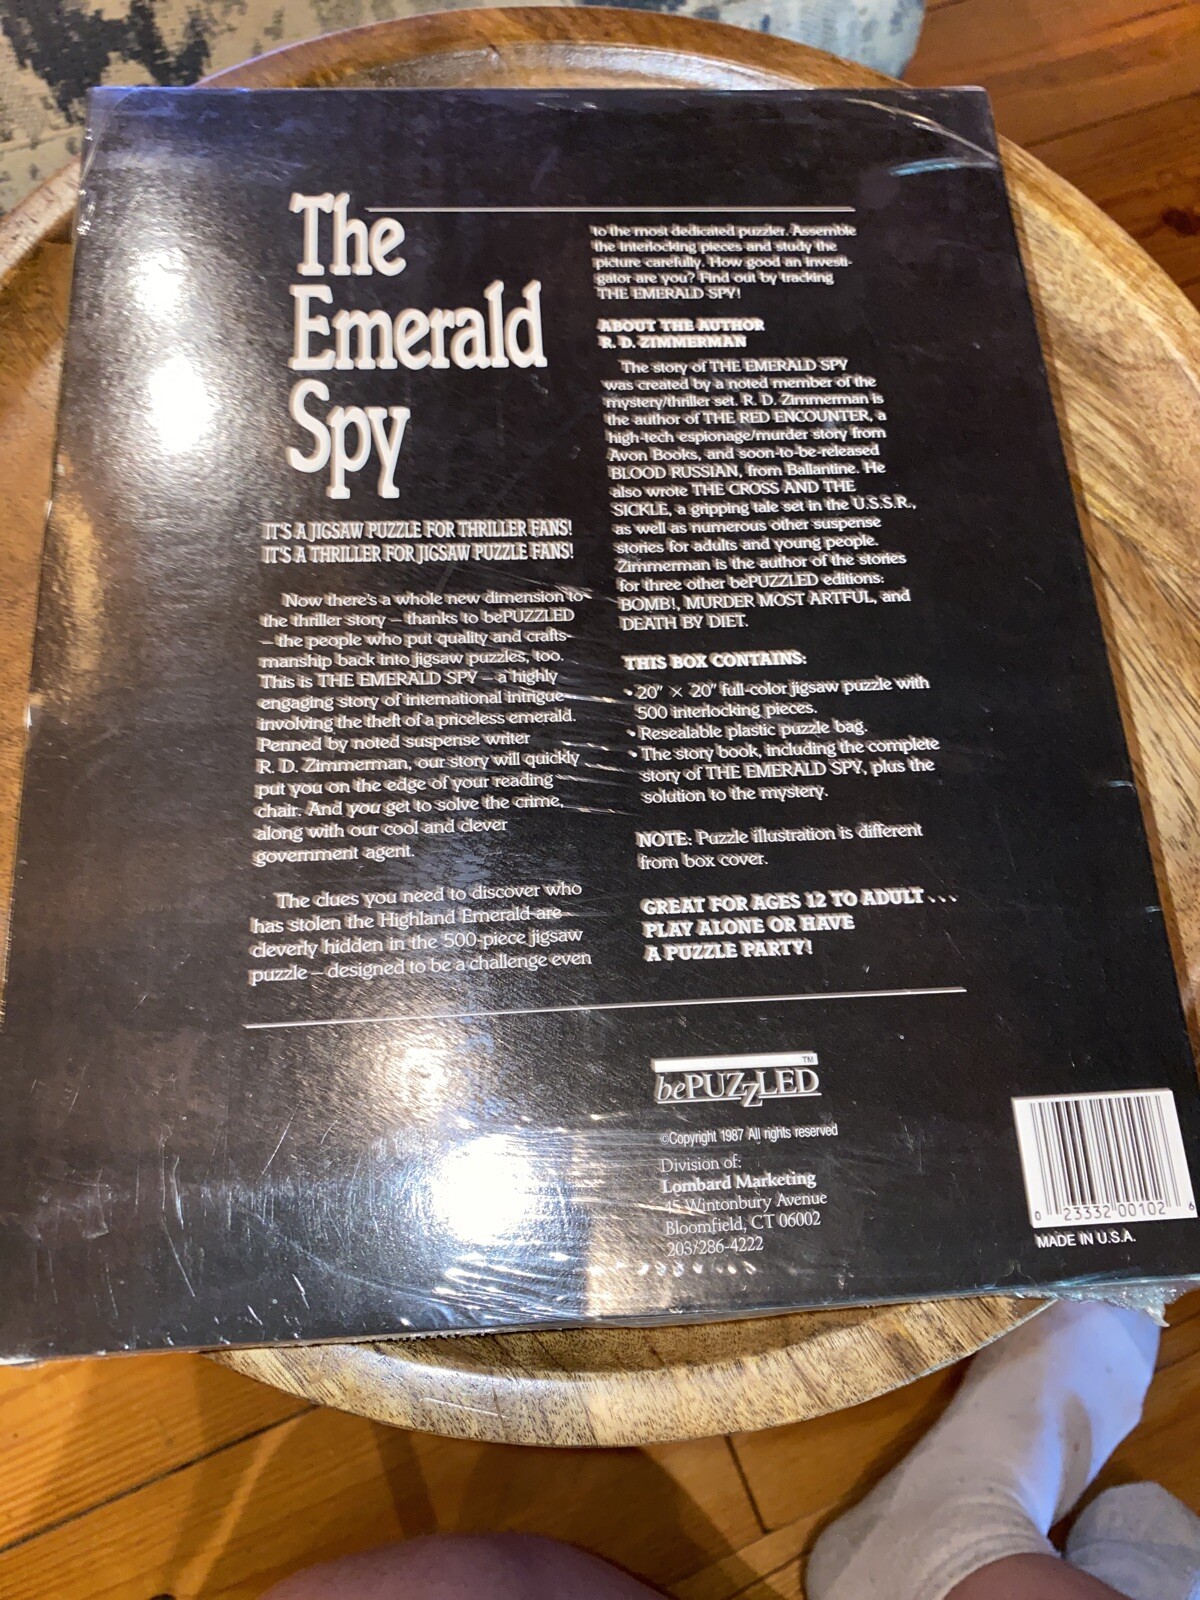 The
Emerald
Spy
IT'S A JIGSAW PUZZLE FOR THRILLER FANS!
IT'S A THRILLER FOR JIGSAW PUZZLE FANS!
Now there's a whole new dimension to
the thriller story — thanks to bePUZZLED
— the people who put quality and crafts-
manship back into jigsaw puzzles, too.
This is THE EMERALD SPY — a highly
engaging story of international intrigue
involving the theft of a priceless emerald.
Penned by noted suspense writer
R. D. Zimmerman, our story will quickly
put you on the edge of your reading
chair. And you get to solve the crime,
along with our cool and clever
government agent.
The clues you need to discover who
has stolen the Highland Emerald are
cleverly hidden in the 500-piece jigsaw
puzzle — designed to be a challenge even
to the most dedicated puzzler. Assemble
the interlocking pieces and study the
picture carefully. How good an investi-
gator are you? Find out by tracking
THE EMERALD SPY!
ABOUT THE AUTHOR
R. D. ZIMMERMAN
The story of THE EMERALD SPY
was created by a noted member of the
mystery/thriller set. R. D. Zimmerman is
the author of THE RED ENCOUNTER, a
high-tech espionage/murder story from
Avon Books, and soon-to-be-released
BLOOD RUSSIAN, from Ballantine. He
also wrote THE CROSS AND THE
SICKLE, a gripping tale set in the U.S.S.R.,
as well as numerous other suspense
stories for adults and young people.
Zimmerman is the author of the stories
for three other bePUZZLED editions:
BOMB!, MURDER MOST ARTFUL, and
DEATH BY DIET.
THIS BOX CONTAINS:
• 20" × 20" full-color jigsaw puzzle with
500 interlocking pieces.
• Resealable plastic puzzle bag.
• The story book, including the complete
story of THE EMERALD SPY, plus the
solution to the mystery.
NOTE: Puzzle illustration is different
from box cover.
GREAT FOR AGES 12 TO ADULT . . .
PLAY ALONE OR HAVE
A PUZZLE PARTY!
bePUZZLED™
©Copyright 1987 All rights reserved
Division of:
Lombard Marketing
15 Wintonbury Avenue
Bloomfield, CT 06002
203/286-4222
0 23332 00102 6
MADE IN U.S.A.